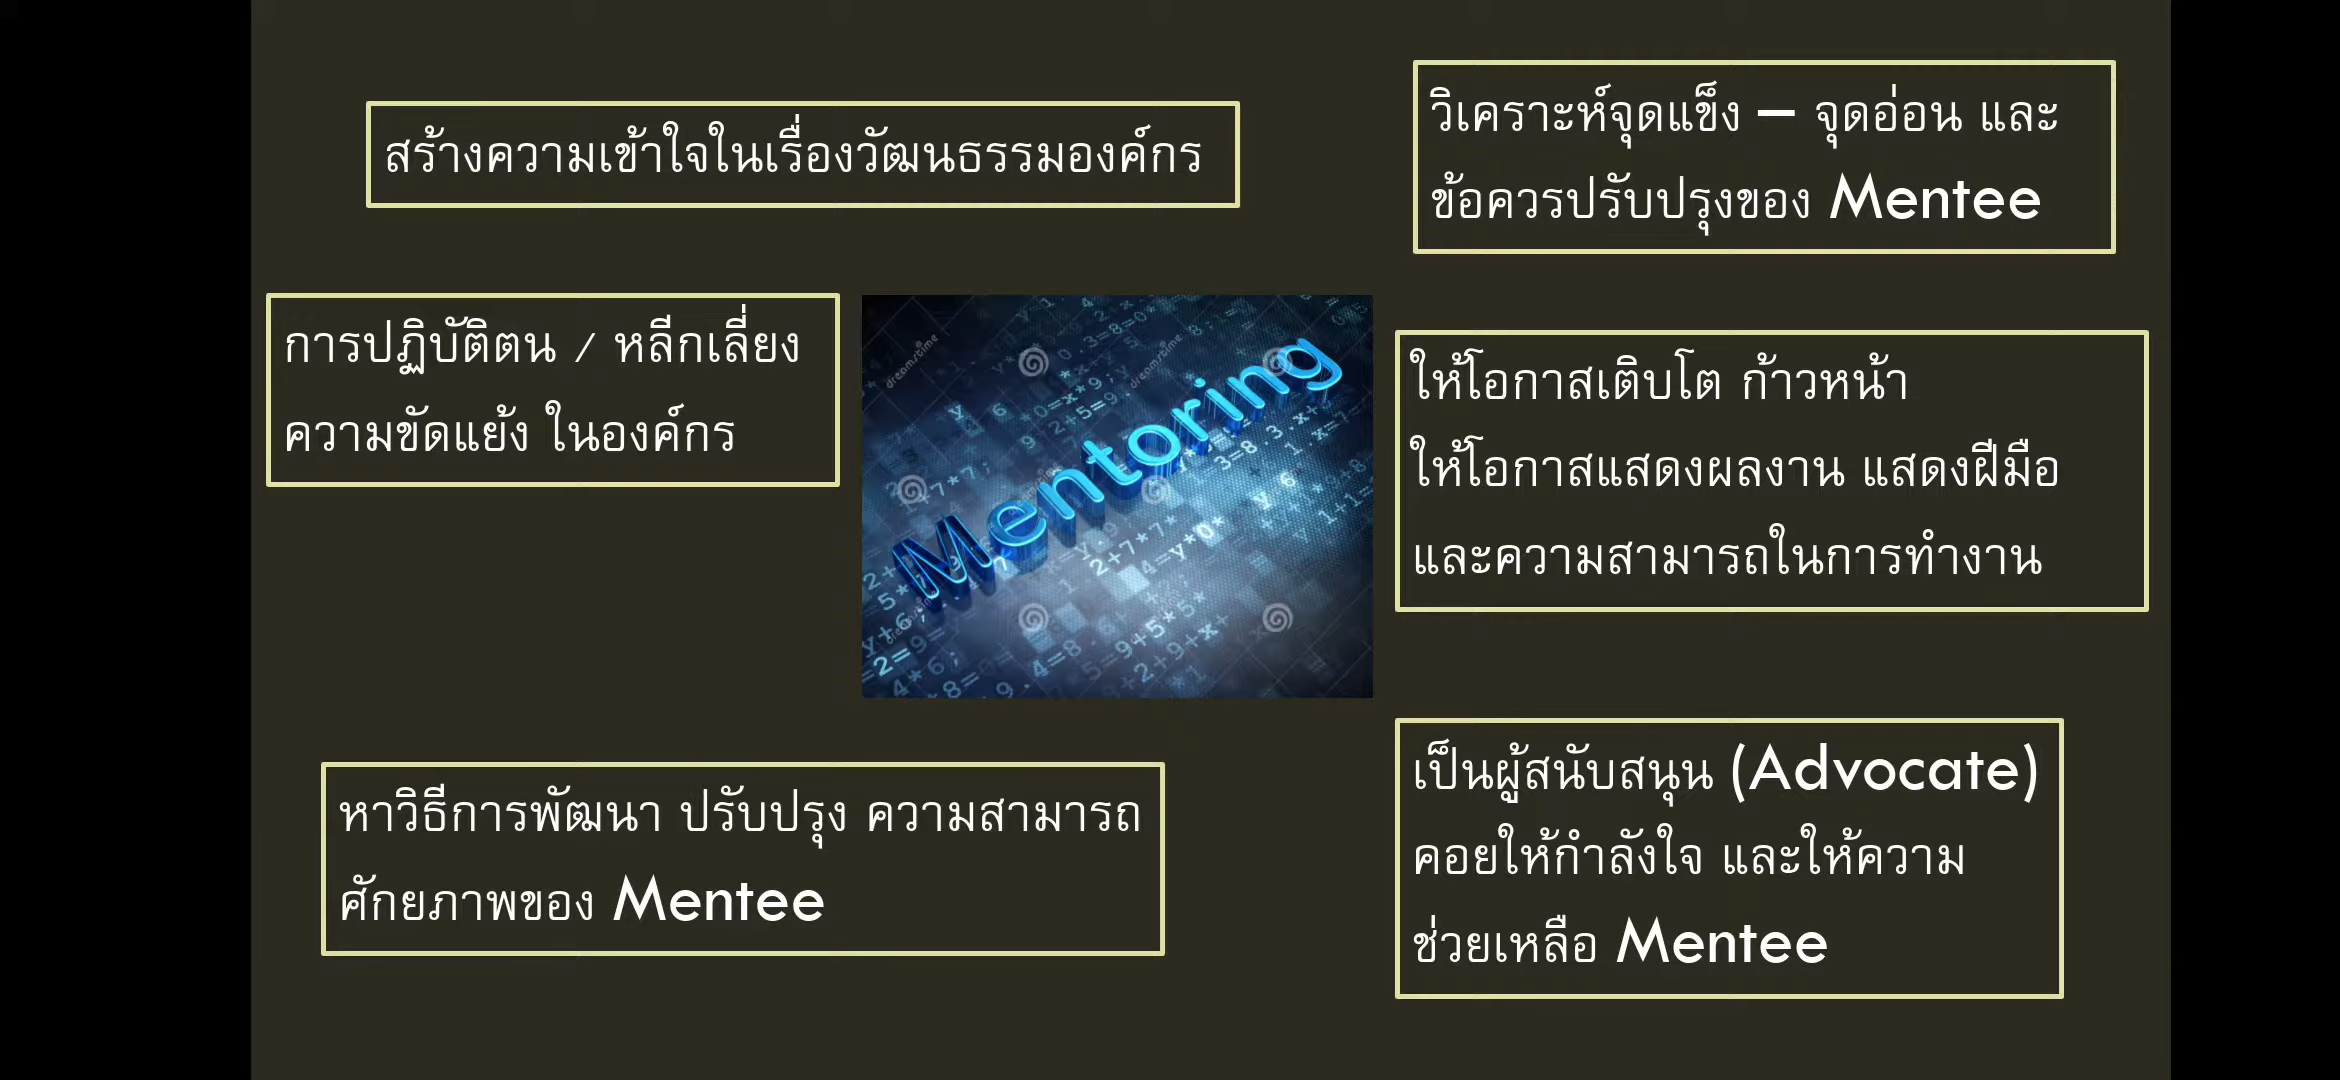 สร้างความเข้าใจในเรื่องวัฒนธรรมองค์กร
วิเคราะห์จุดแข็ง – จุดอ่อน และ
ข้อควรปรับปรุงของ Mentee
การปฏิบัติตน / หลีกเลี่ยง
ความขัดแย้ง ในองค์กร
Mentoring
ให้โอกาสเติบโต ก้าวหน้า
ให้โอกาสแสดงผลงาน แสดงฝีมือ
และความสามารถในการทำงาน
หาวิธีการพัฒนา ปรับปรุง ความสามารถ
ศักยภาพของ Mentee
เป็นผู้สนับสนุน (Advocate)
คอยให้กำลังใจ และให้ความ
ช่วยเหลือ Mentee